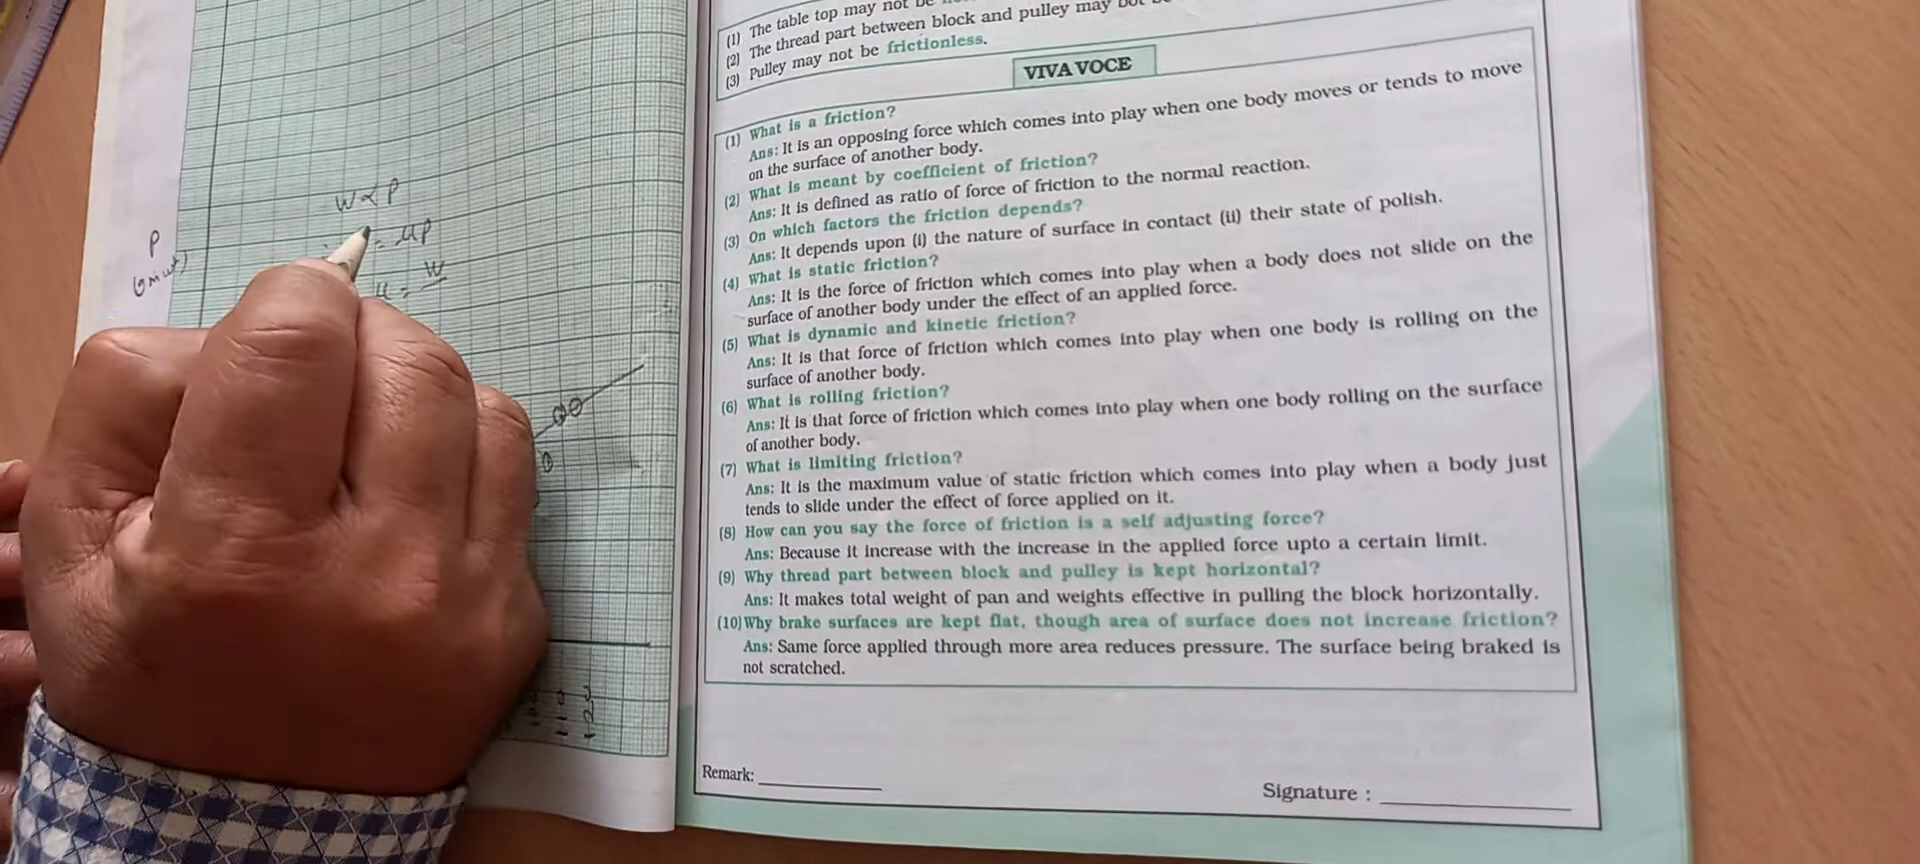 W ∝ P
= μP
μ = W
P
(Gm wt)
(1) The table top may not be
(2) The thread part between block and pulley may not be
(3) Pulley may not be frictionless.
VIVA VOCE
(1) What is a friction?
Ans: It is an opposing force which comes into play when one body moves or tends to move
on the surface of another body.
(2) What is meant by coefficient of friction?
Ans: It is defined as ratio of force of friction to the normal reaction.
(3) On which factors the friction depends?
Ans: It depends upon (i) the nature of surface in contact (ii) their state of polish.
(4) What is static friction?
Ans: It is the force of friction which comes into play when a body does not slide on the
surface of another body under the effect of an applied force.
(5) What is dynamic and kinetic friction?
Ans: It is that force of friction which comes into play when one body is rolling on the
surface of another body.
(6) What is rolling friction?
Ans: It is that force of friction which comes into play when one body rolling on the surface
of another body.
(7) What is limiting friction?
Ans: It is the maximum value of static friction which comes into play when a body just
tends to slide under the effect of force applied on it.
(8) How can you say the force of friction is a self adjusting force?
Ans: Because it increase with the increase in the applied force upto a certain limit.
(9) Why thread part between block and pulley is kept horizontal?
Ans: It makes total weight of pan and weights effective in pulling the block horizontally.
(10) Why brake surfaces are kept flat, though area of surface does not increase friction?
Ans: Same force applied through more area reduces pressure. The surface being braked is
not scratched.
Remark:
Signature :